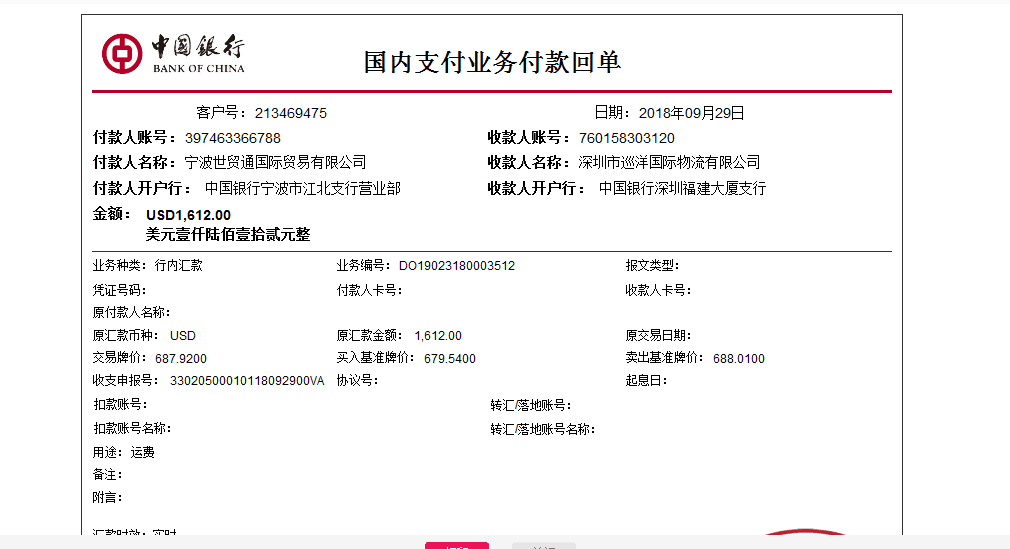 中国银行
BANK OF CHINA
国内支付业务付款回单
客户号：213469475 日期：2018年09月29日
付款人账号：397463366788 收款人账号：760158303120
付款人名称：宁波世贸通国际贸易有限公司 收款人名称：深圳市巡洋国际物流有限公司
付款人开户行：中国银行宁波市江北支行营业部 收款人开户行：中国银行深圳福建大厦支行
金额：USD1,612.00
美元壹仟陆佰壹拾贰元整
业务种类：行内汇款 业务编号：DO19023180003512 报文类型：
凭证号码： 付款人卡号： 收款人卡号：
原付款人名称：
原汇款币种：USD 原汇款金额：1,612.00 原交易日期：
交易牌价：687.9200 买入基准牌价：679.5400 卖出基准牌价：688.0100
收支申报号：33020500010118092900VA 协议号： 起息日：
扣款账号： 转汇/落地账号：
扣款账号名称： 转汇/落地账号名称：
用途：运费
备注：
附言：
汇款时效：实时